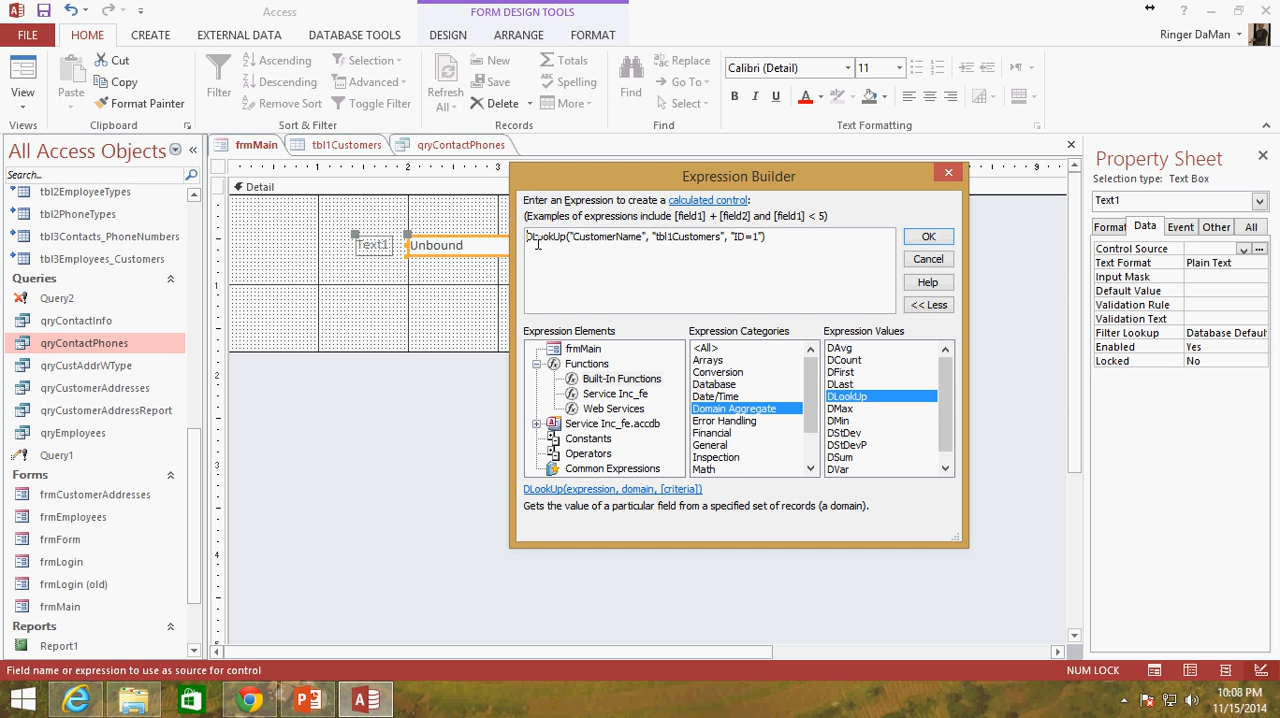 Access
FORM DESIGN TOOLS
?
FILE
HOME
CREATE
EXTERNAL DATA
DATABASE TOOLS
DESIGN
ARRANGE
FORMAT
Ringer DaMan
View
Views
Paste
Cut
Copy
Format Painter
Clipboard
Filter
Ascending
Descending
Remove Sort
Selection
Advanced
Toggle Filter
Sort & Filter
Refresh
All
New
Save
Delete
Totals
Spelling
More
Records
Find
Replace
Go To
Select
Find
Calibri (Detail)
11
B I U A
Text Formatting
All Access Objects
Search...
tbl2EmployeeTypes
tbl2PhoneTypes
tbl3Contacts_PhoneNumbers
tbl3Employees_Customers
Queries
Query2
qryContactInfo
qryContactPhones
qryCustAddrWType
qryCustomerAddresses
qryCustomerAddressReport
qryEmployees
Query1
Forms
frmCustomerAddresses
frmEmployees
frmForm
frmLogin
frmLogin (old)
frmMain
Reports
Report1
frmMain
tbl1Customers
qryContactPhones
1 2 3 9
Detail
Text1
Unbound
1
2
3
4
5
Expression Builder
Enter an Expression to create a calculated control:
(Examples of expressions include [field1] + [field2] and [field1] < 5)
DLookUp("CustomerName", "tbl1Customers", "ID=1")
OK
Cancel
Help
<< Less
Expression Elements
frmMain
Functions
Built-In Functions
Service Inc_fe
Web Services
Service Inc_fe.accdb
Constants
Operators
Common Expressions
Expression Categories
<All>
Arrays
Conversion
Database
Date/Time
Domain Aggregate
Error Handling
Financial
General
Inspection
Math
Expression Values
DAvg
DCount
DFirst
DLast
DLookUp
DMax
DMin
DStDev
DStDevP
DSum
DVar
DLookUp(expression, domain, [criteria])
Gets the value of a particular field from a specified set of records (a domain).
Property Sheet
Selection type: Text Box
Text1
Format
Data
Event
Other
All
Control Source
Text Format Plain Text
Input Mask
Default Value
Validation Rule
Validation Text
Filter Lookup Database Default
Enabled Yes
Locked No
Field name or expression to use as source for control
NUM LOCK
10:08 PM
11/15/2014